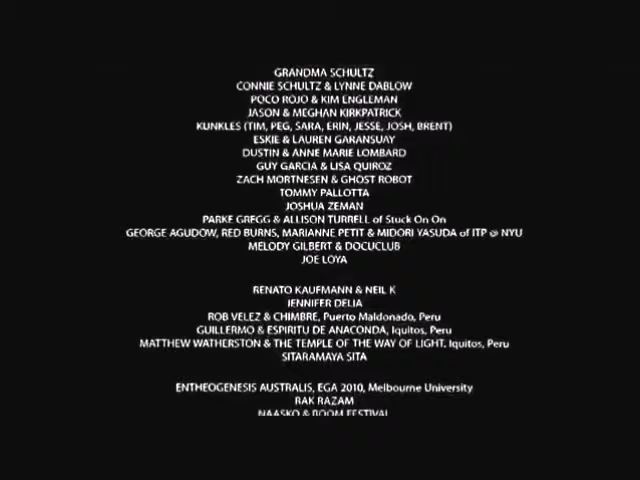 GRANDMA SCHULTZ
CONNIE SCHULTZ & LYNNE DABLOW
POCO ROJO & KIM ENGLEMAN
JASON & MEGHAN KIRKPATRICK
KUNKLES (TIM, PEG, SARA, ERIN, JESSE, JOSH, BRENT)
ESKIE & LAUREN GARANSUAY
DUSTIN & ANNE MARIE LOMBARD
GUY GARCIA & LISA QUIROZ
ZACH MORTNESEN & GHOST ROBOT
TOMMY PALLOTTA
JOSHUA ZEMAN
PARKE GREGG & ALLISON TURRELL of Stuck On On
GEORGE AGUDOW, RED BURNS, MARIANNE PETIT & MIDORI YASUDA of ITP @ NYU
MELODY GILBERT & DOCUCLUB
JOE LOYA
RENATO KAUFMANN & NEIL K
JENNIFER DELIA
ROB VELEZ & CHIMBRE, Puerto Maldonado, Peru
GUILLERMO & ESPIRITU DE ANACONDA, Iquitos, Peru
MATTHEW WATHERSTON & THE TEMPLE OF THE WAY OF LIGHT, Iquitos, Peru
SITARAMAYA SITA
ENTHEOGENESIS AUSTRALIS, EGA 2010, Melbourne University
RAK RAZAM
NAASKO & BOOM FESTIVAL